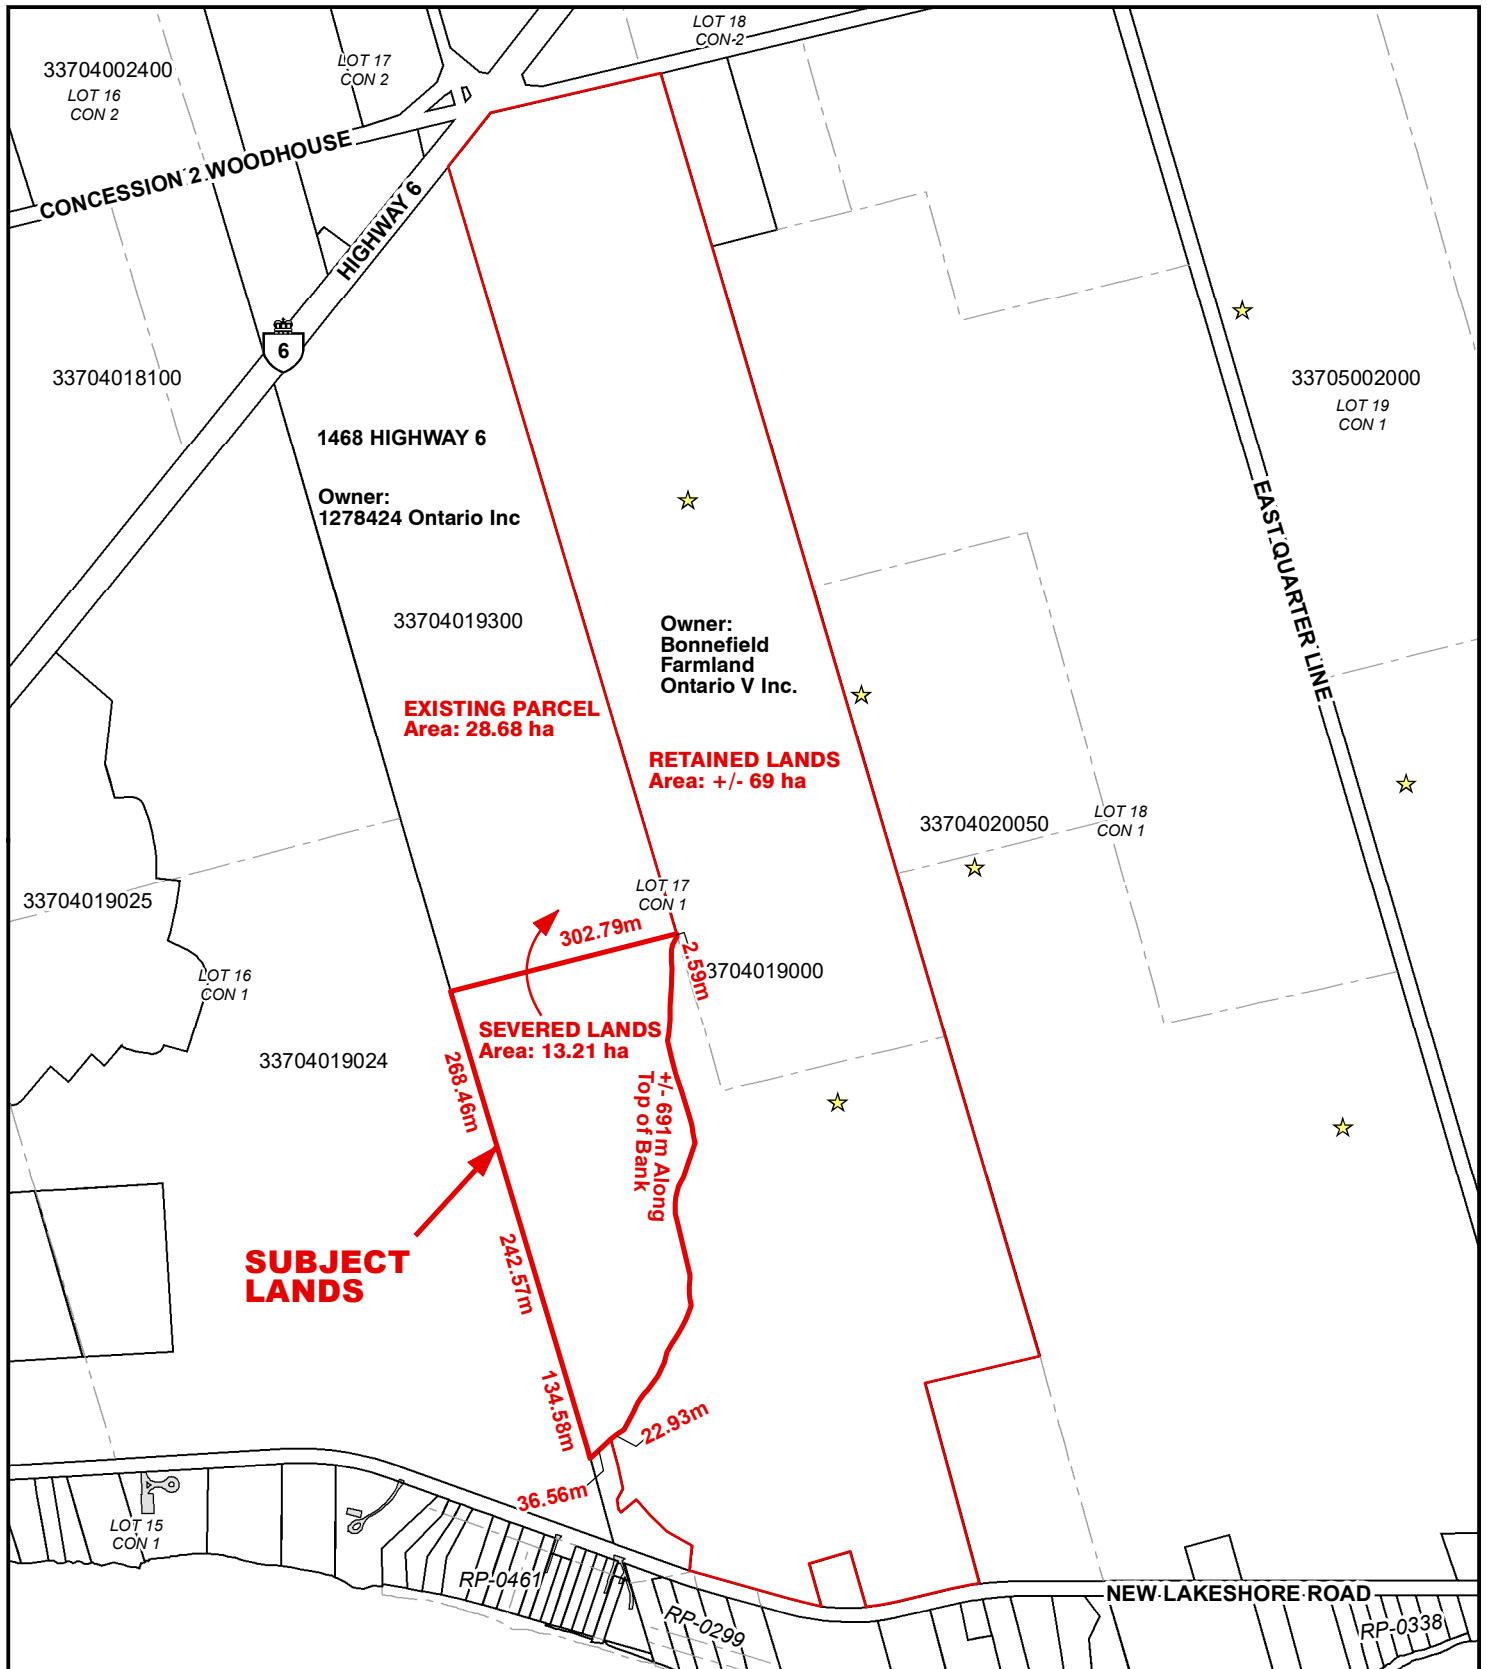 LOT 18
CON 2
LOT 17
CON 2
33704002400
LOT 16
CON 2
CONCESSION 2 WOODHOUSE
HIGHWAY 6
6
33704018100
33705002000
LOT 19
CON 1
1468 HIGHWAY 6
Owner:
1278424 Ontario Inc
EAST QUARTER LINE
33704019300
Owner:
Bonnefield
Farmland
Ontario V Inc.
EXISTING PARCEL
Area: 28.68 ha
RETAINED LANDS
Area: +/- 69 ha
33704020050
LOT 18
CON 1
33704019025
LOT 17
CON 1
302.79m
2.59m
3704019000
LOT 16
CON 1
SEVERED LANDS
Area: 13.21 ha
33704019024
268.46m
+/- 691m Along
Top of Bank
SUBJECT
LANDS
242.57m
134.58m
22.93m
36.56m
LOT 15
CON 1
RP-0461
RP-0299
NEW LAKESHORE ROAD
RP-0338